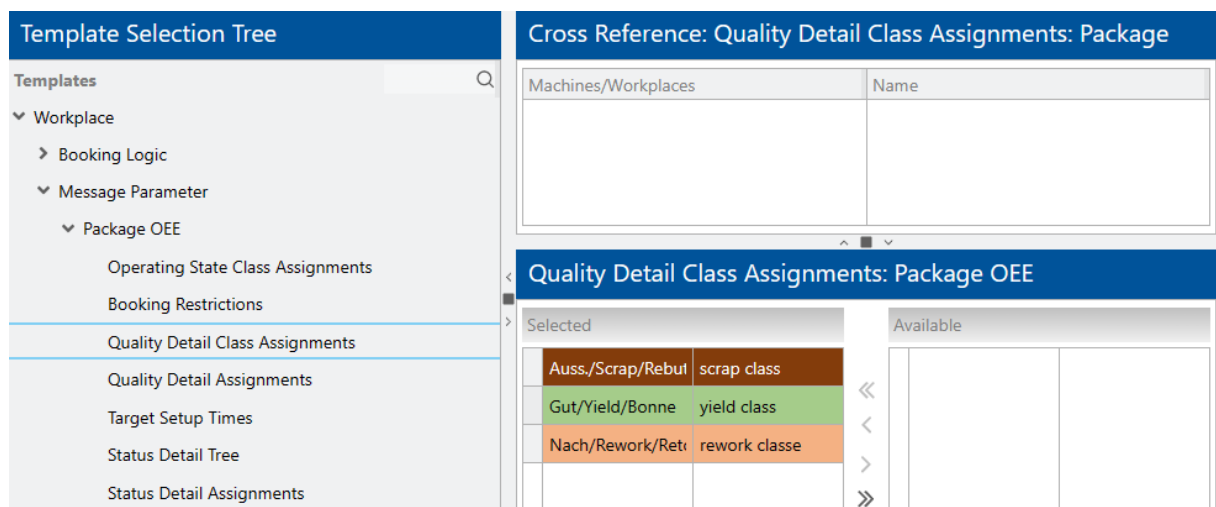 Template Selection Tree
Templates
Workplace
Booking Logic
Message Parameter
Package OEE
Operating State Class Assignments
Booking Restrictions
Quality Detail Class Assignments
Quality Detail Assignments
Target Setup Times
Status Detail Tree
Status Detail Assignments
Cross Reference: Quality Detail Class Assignments: Package
Machines/Workplaces Name
Quality Detail Class Assignments: Package OEE
Selected Available
Auss./Scrap/Rebut scrap class
Gut/Yield/Bonne yield class
Nach/Rework/Reto rework classe